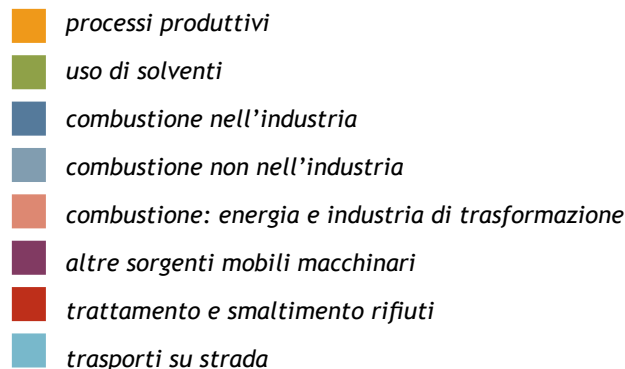 processi produttivi
uso di solventi
combustione nell’industria
combustione non nell’industria
combustione: energia e industria di trasformazione
altre sorgenti mobili macchinari
trattamento e smaltimento rifiuti
trasporti su strada